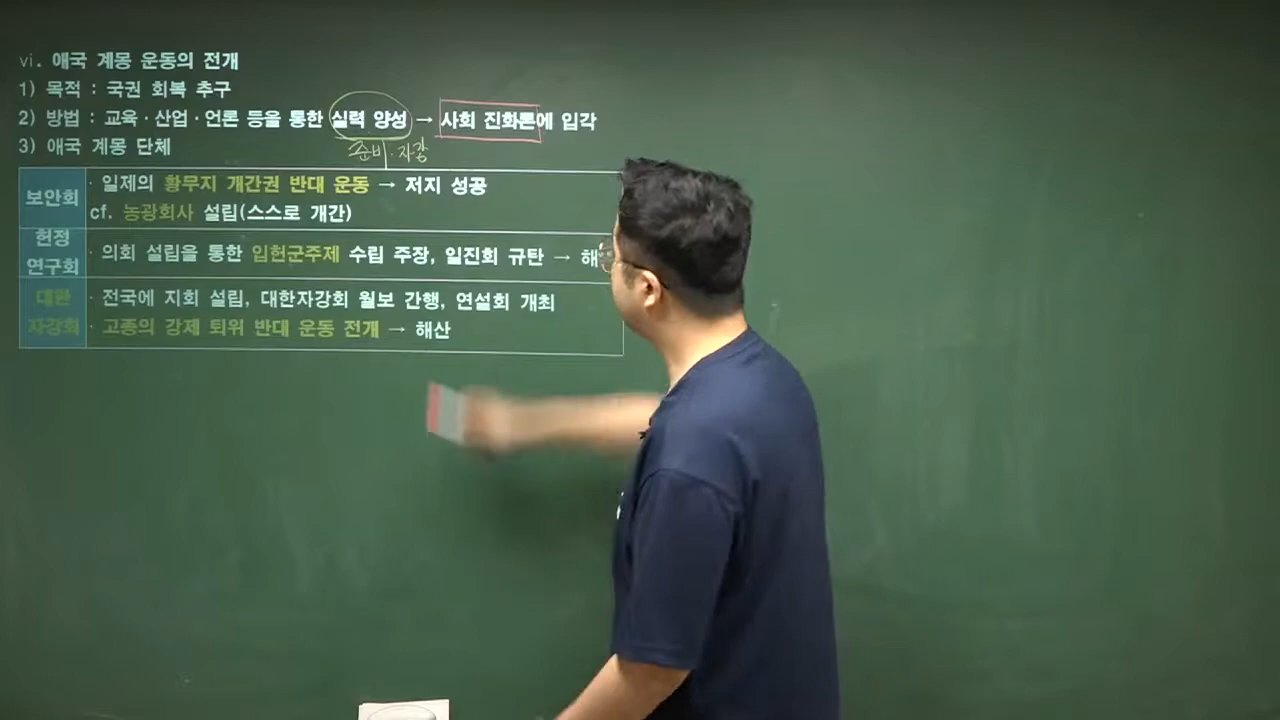 vi. 애국 계몽 운동의 전개
1) 목적 : 국권 회복 추구
2) 방법 : 교육·산업·언론 등을 통한 실력 양성 → 사회 진화론에 입각
준비·자강
3) 애국 계몽 단체
보안회
· 일제의 황무지 개간권 반대 운동 → 저지 성공
cf. 농광회사 설립(스스로 개간)
헌정
연구회
· 의회 설립을 통한 입헌군주제 수립 주장, 일진회 규탄 → 해
대한
자강회
· 전국에 지회 설립, 대한자강회 월보 간행, 연설회 개최
· 고종의 강제 퇴위 반대 운동 전개 → 해산